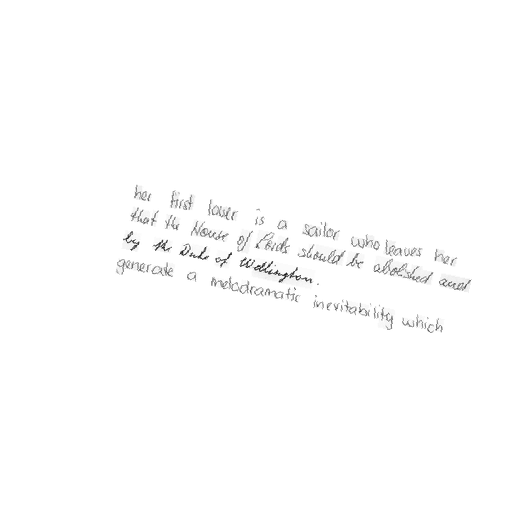 her first lover is a sailor who leaves her
that the House of Lords should be abolished and
by the Duke of Wellington.
generate a melodramatic inevitability which